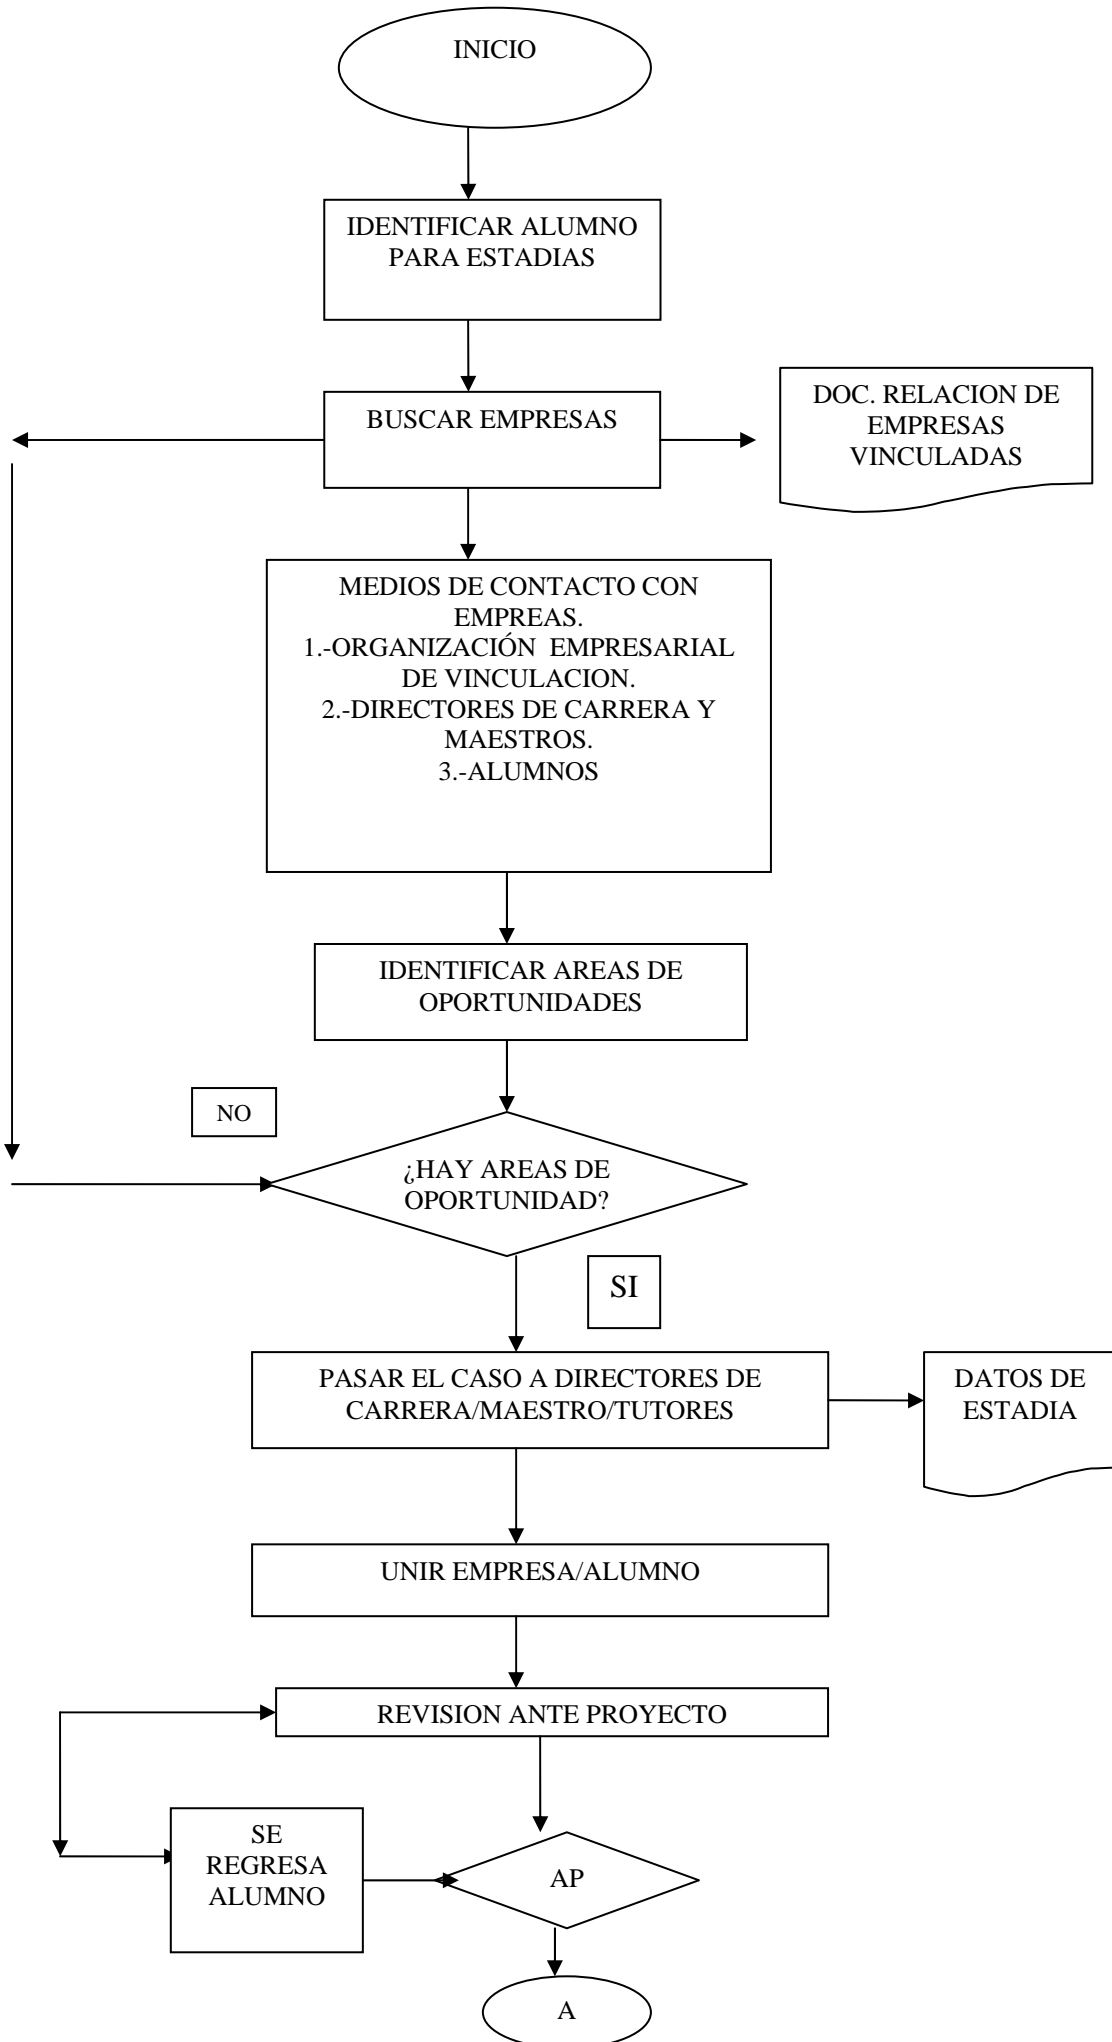 INICIO
IDENTIFICAR ALUMNO
PARA ESTADIAS
BUSCAR EMPRESAS
DOC. RELACION DE
EMPRESAS
VINCULADAS
MEDIOS DE CONTACTO CON
EMPREAS.
1.-ORGANIZACIÓN EMPRESARIAL
DE VINCULACION.
2.-DIRECTORES DE CARRERA Y
MAESTROS.
3.-ALUMNOS
IDENTIFICAR AREAS DE
OPORTUNIDADES
NO
¿HAY AREAS DE
OPORTUNIDAD?
SI
PASAR EL CASO A DIRECTORES DE
CARRERA/MAESTRO/TUTORES
DATOS DE
ESTADIA
UNIR EMPRESA/ALUMNO
REVISION ANTE PROYECTO
SE
REGRESA
ALUMNO
AP
A